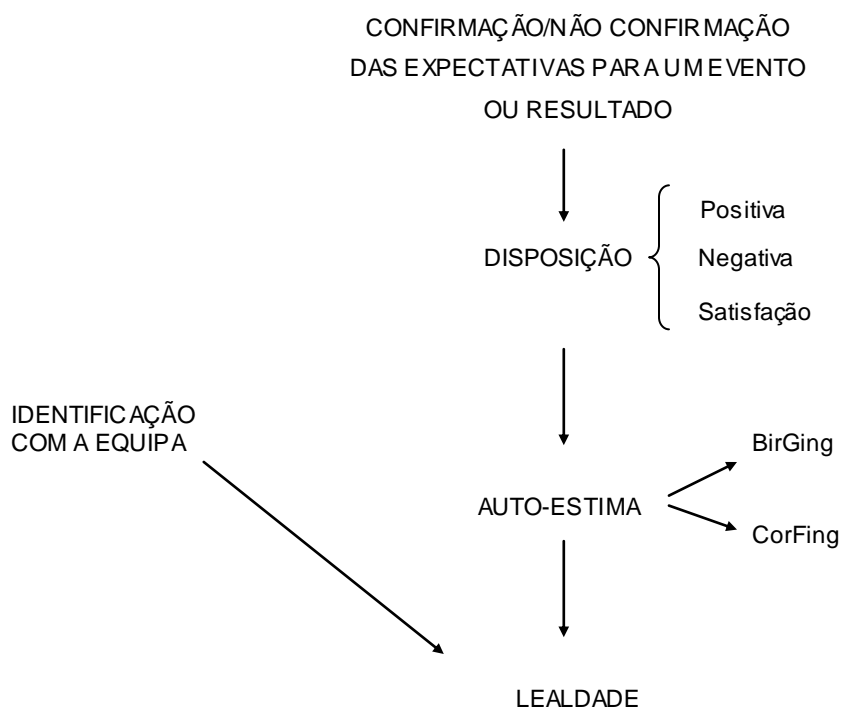 CONFIRMAÇÃO/NÃO CONFIRMAÇÃO
DAS EXPECTATIVAS PARA UM EVENTO
OU RESULTADO
DISPOSIÇÃO
Positiva
Negativa
Satisfação
IDENTIFICAÇÃO
COM A EQUIPA
AUTO-ESTIMA
BirGing
CorFing
LEALDADE